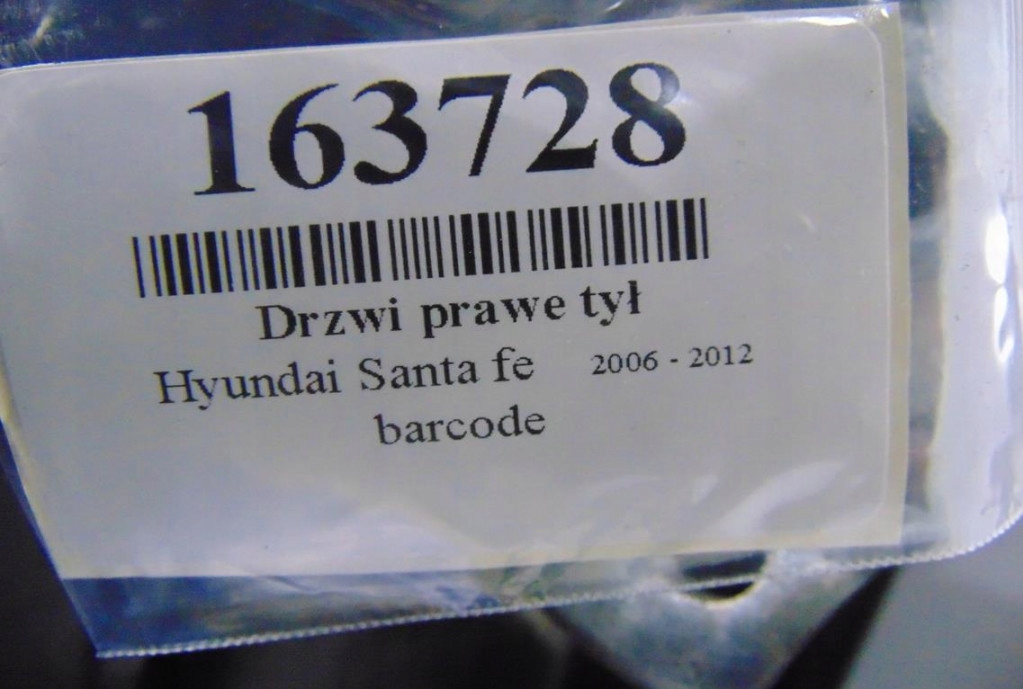 163728
Drzwi prawe tył
Hyundai Santa fe 2006 - 2012
barcode